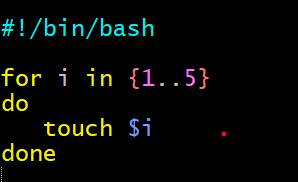 #!/bin/bash
for i in {1..5}
do
   touch $i     .
done